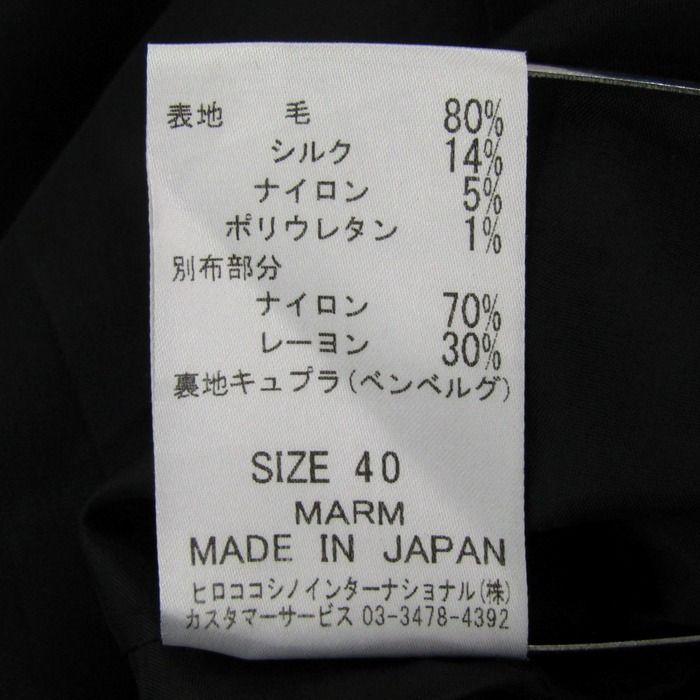 表地 毛 80%
シルク 14%
ナイロン 5%
ポリウレタン 1%
別布部分
ナイロン 70%
レーヨン 30%
裏地キュプラ(ベンベルグ)
SIZE 40
MARM
MADE IN JAPAN
ヒロココシノインターナショナル(株)
カスタマーサービス 03-3478-4392